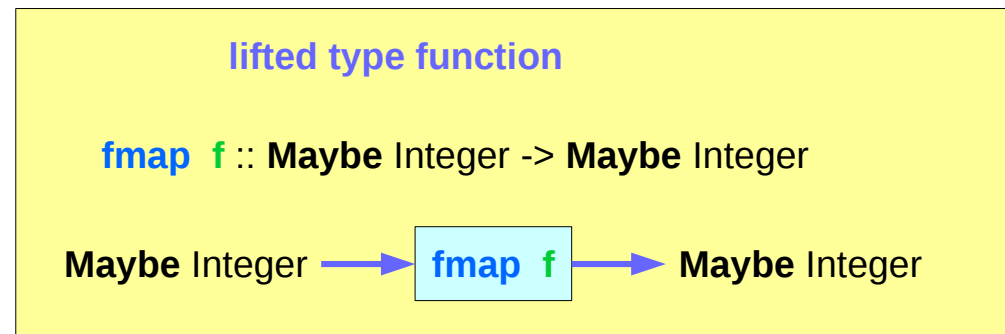 lifted type function
fmap f :: Maybe Integer -> Maybe Integer
Maybe Integer fmap f Maybe Integer